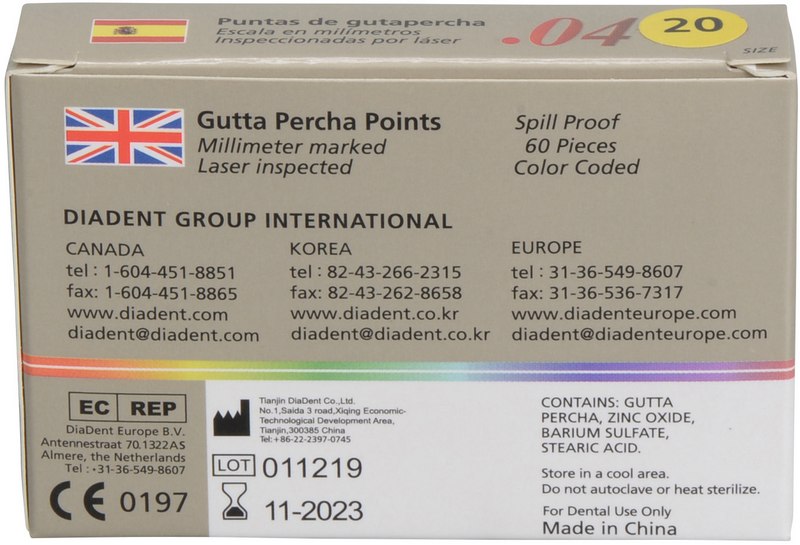 Puntas de gutapercha
Escala en milímetros
Inspeccionadas por láser
.04
20
SIZE
Gutta Percha Points
Millimeter marked
Laser inspected
Spill Proof
60 Pieces
Color Coded
DIADENT GROUP INTERNATIONAL
CANADA
tel : 1-604-451-8851
fax: 1-604-451-8865
www.diadent.com
diadent@diadent.com
KOREA
tel : 82-43-266-2315
fax: 82-43-262-8658
www.diadent.co.kr
diadent@diadent.co.kr
EUROPE
tel : 31-36-549-8607
fax: 31-36-536-7317
www.diadenteurope.com
diadent@diadenteurope.com
EC REP
DiaDent Europe B.V.
Antennestraat 70.1322AS
Almere, the Netherlands
Tel : +31-36-549-8607
CE 0197
Tianjin DiaDent Co.,Ltd.
No.1,Saida 3 road,Xiqing Economic-
Technological Development Area,
Tianjin,300385 China
Tel:+86-22-2397-0745
LOT 011219
11-2023
CONTAINS: GUTTA
PERCHA, ZINC OXIDE,
BARIUM SULFATE,
STEARIC ACID.
Store in a cool area.
Do not autoclave or heat sterilize.
For Dental Use Only
Made in China